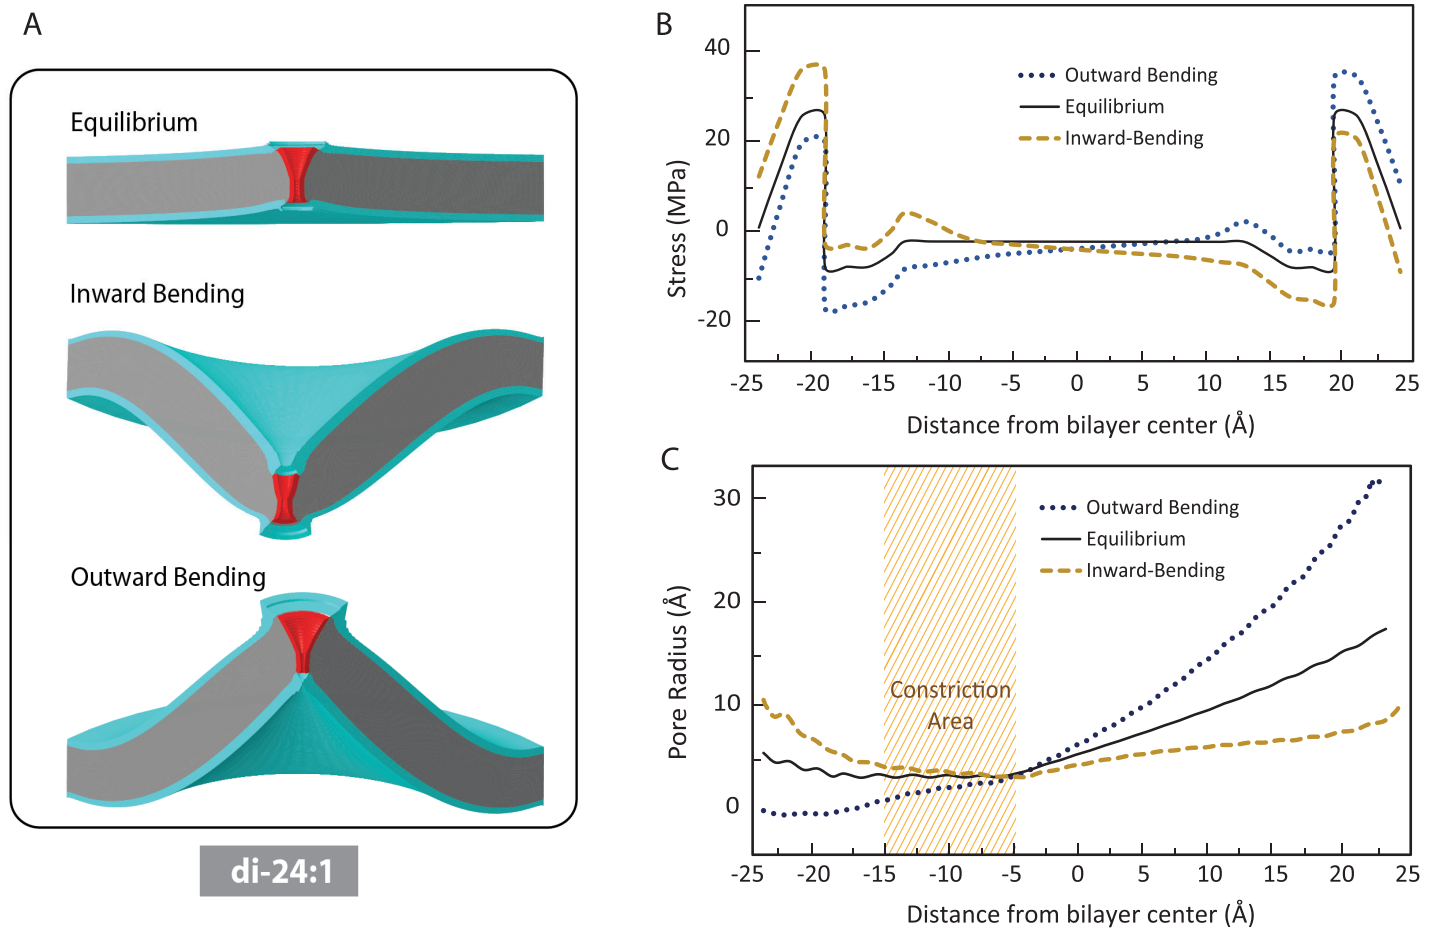 A
Equilibrium
Inward Bending
Outward Bending
di-24:1
B
Stress (MPa)
40
20
0
-20
Outward Bending
Equilibrium
Inward-Bending
-25 -20 -15 -10 -5 0 5 10 15 20 25
Distance from bilayer center (Å)
C
Pore Radius (Å)
30
20
10
0
Outward Bending
Equilibrium
Inward-Bending
Constriction
Area
-25 -20 -15 -10 -5 0 5 10 15 20 25
Distance from bilayer center (Å)